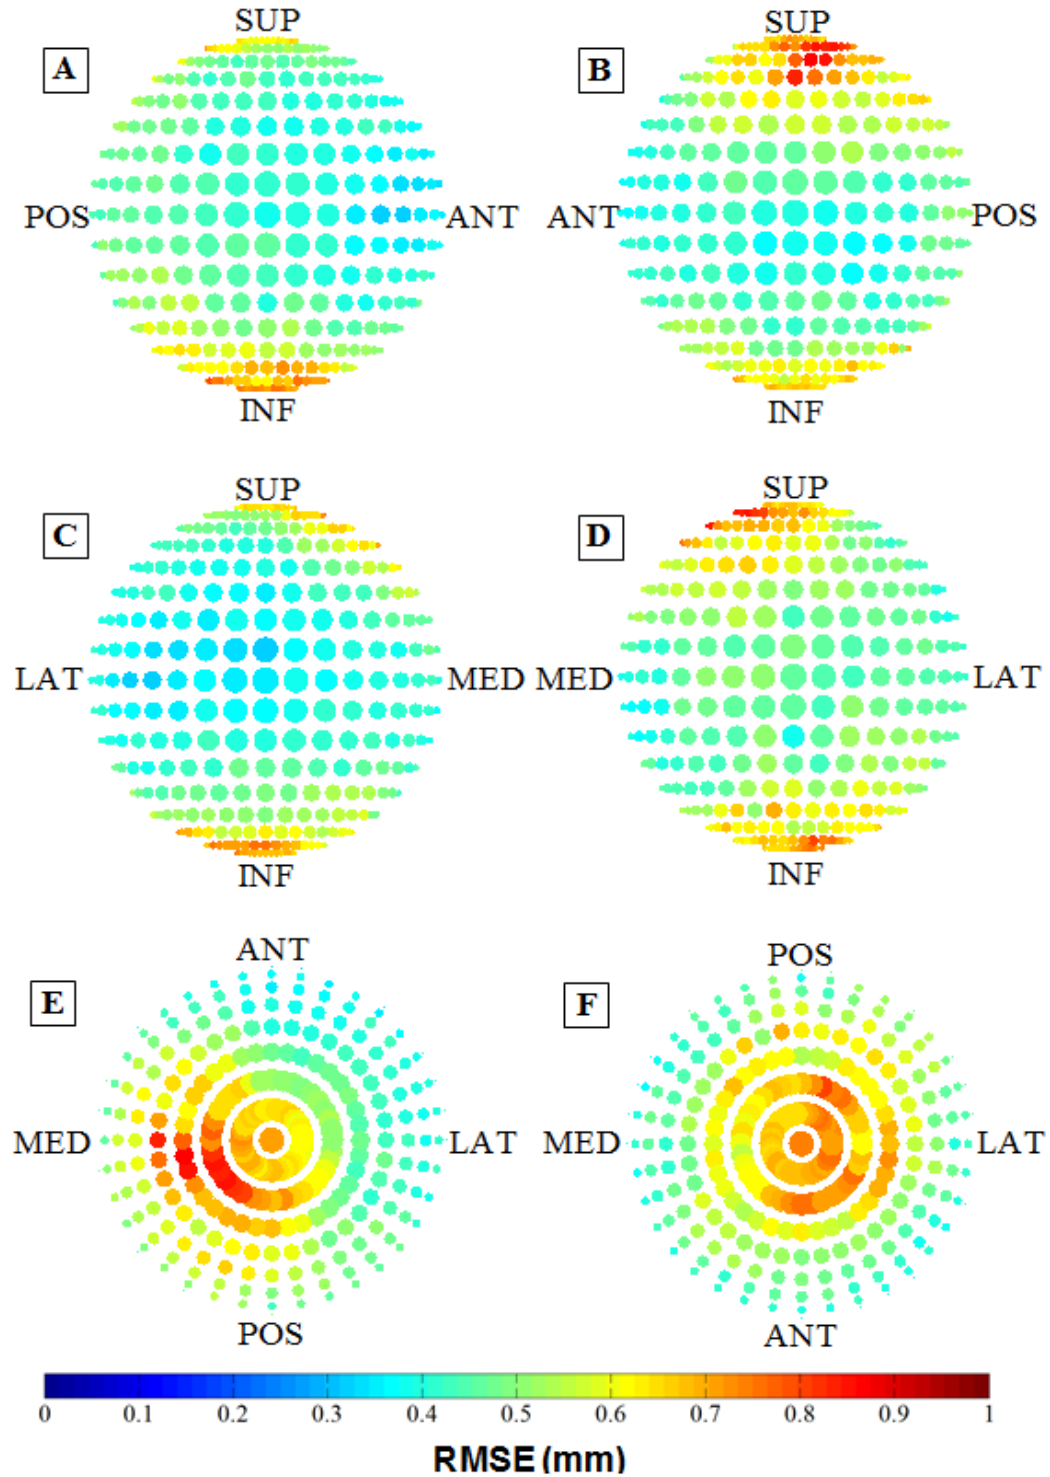 SUP SUP
A B
POS ANT ANT POS
INF INF
SUP SUP
C D
LAT MED MED LAT
INF INF
ANT POS
E F
MED LAT MED LAT
POS ANT
0 0.1 0.2 0.3 0.4 0.5 0.6 0.7 0.8 0.9 1
RMSE (mm)